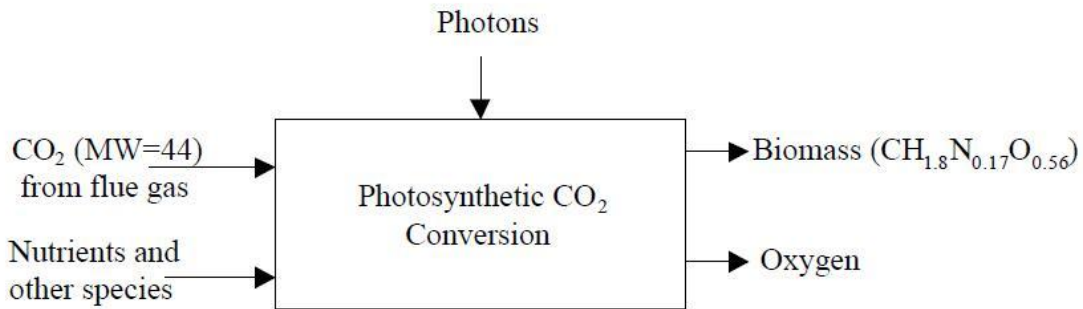 Photons
CO₂ (MW=44)
from flue gas
Nutrients and
other species
Photosynthetic CO₂
Conversion
Biomass (CH₁.₈N₀.₁₇O₀.₅₆)
Oxygen